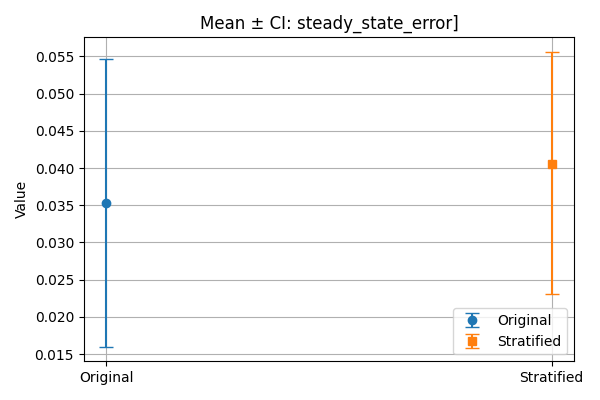 Mean ± CI: steady_state_error]
Value
0.055
0.050
0.045
0.040
0.035
0.030
0.025
0.020
0.015
Original
Stratified
Original
Stratified